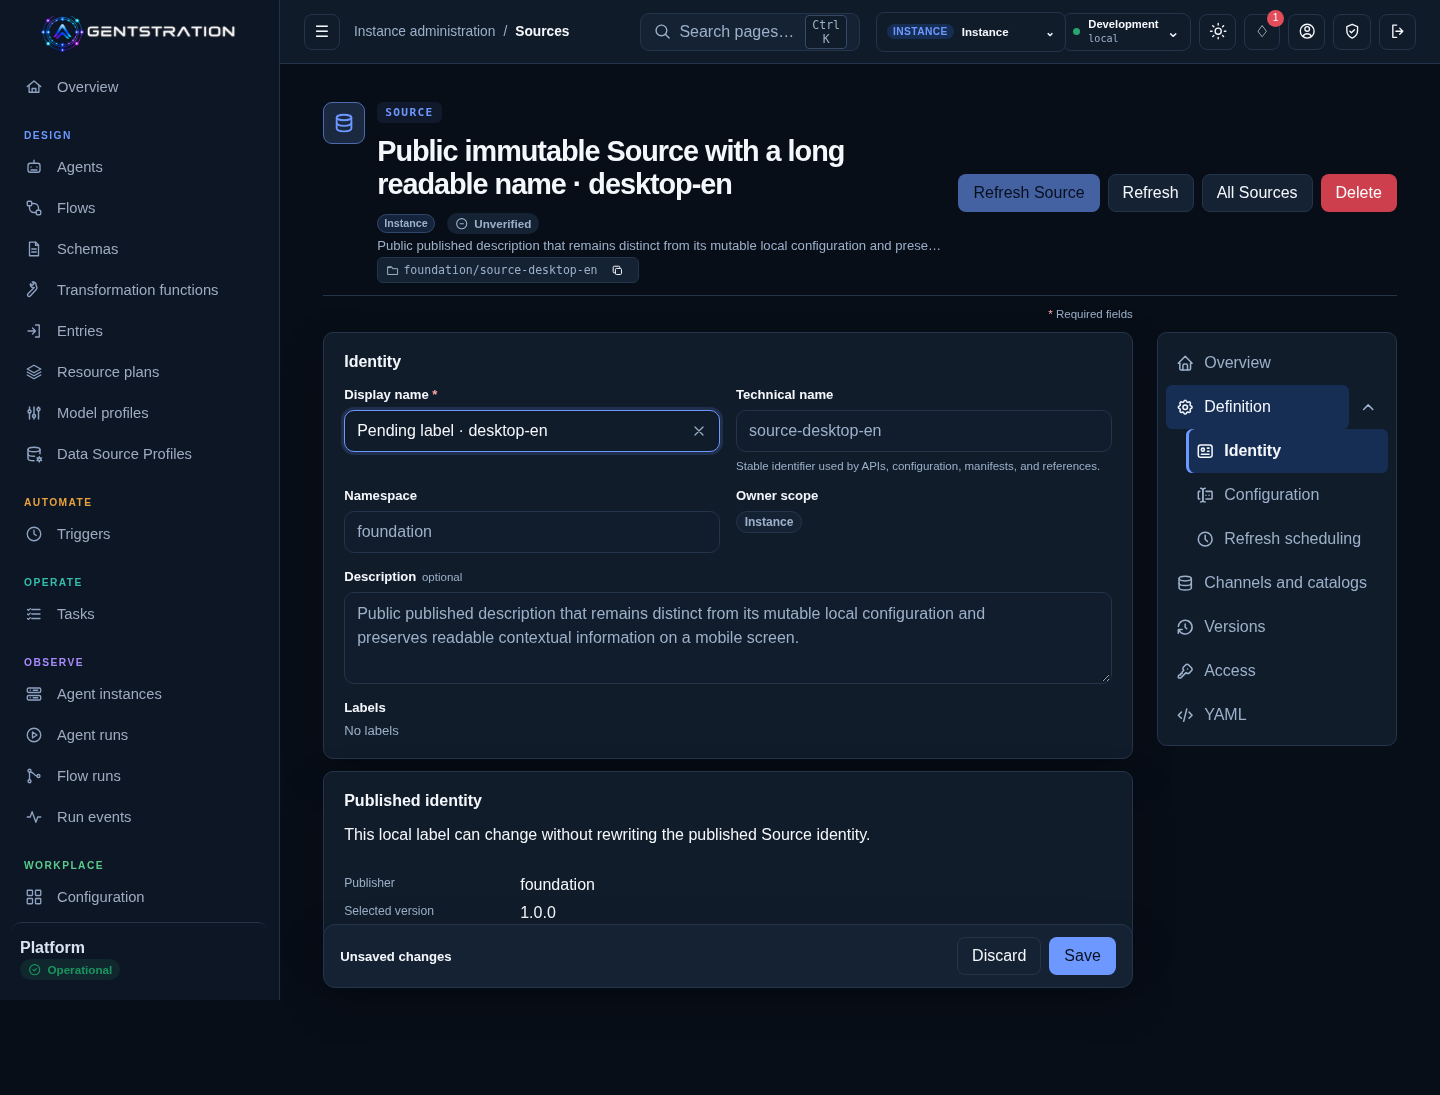 GENTSTRATION
☰
Instance administration / Sources
Search pages… Ctrl K
INSTANCE Instance
Development
local
1
Overview
DESIGN
Agents
Flows
Schemas
Transformation functions
Entries
Resource plans
Model profiles
Data Source Profiles
AUTOMATE
Triggers
OPERATE
Tasks
OBSERVE
Agent instances
Agent runs
Flow runs
Run events
WORKPLACE
Configuration
Platform
Operational
SOURCE
Public immutable Source with a long
readable name · desktop-en
Instance Unverified
Public published description that remains distinct from its mutable local configuration and prese…
foundation/source-desktop-en
Refresh Source Refresh All Sources Delete
* Required fields
Identity
Display name * Technical name
Pending label · desktop-en source-desktop-en
Stable identifier used by APIs, configuration, manifests, and references.
Namespace Owner scope
foundation Instance
Description optional
Public published description that remains distinct from its mutable local configuration and
preserves readable contextual information on a mobile screen.
Labels
No labels
Published identity
This local label can change without rewriting the published Source identity.
Publisher foundation
Selected version 1.0.0
Unsaved changes Discard Save
Overview
Definition
Identity
Configuration
Refresh scheduling
Channels and catalogs
Versions
Access
YAML